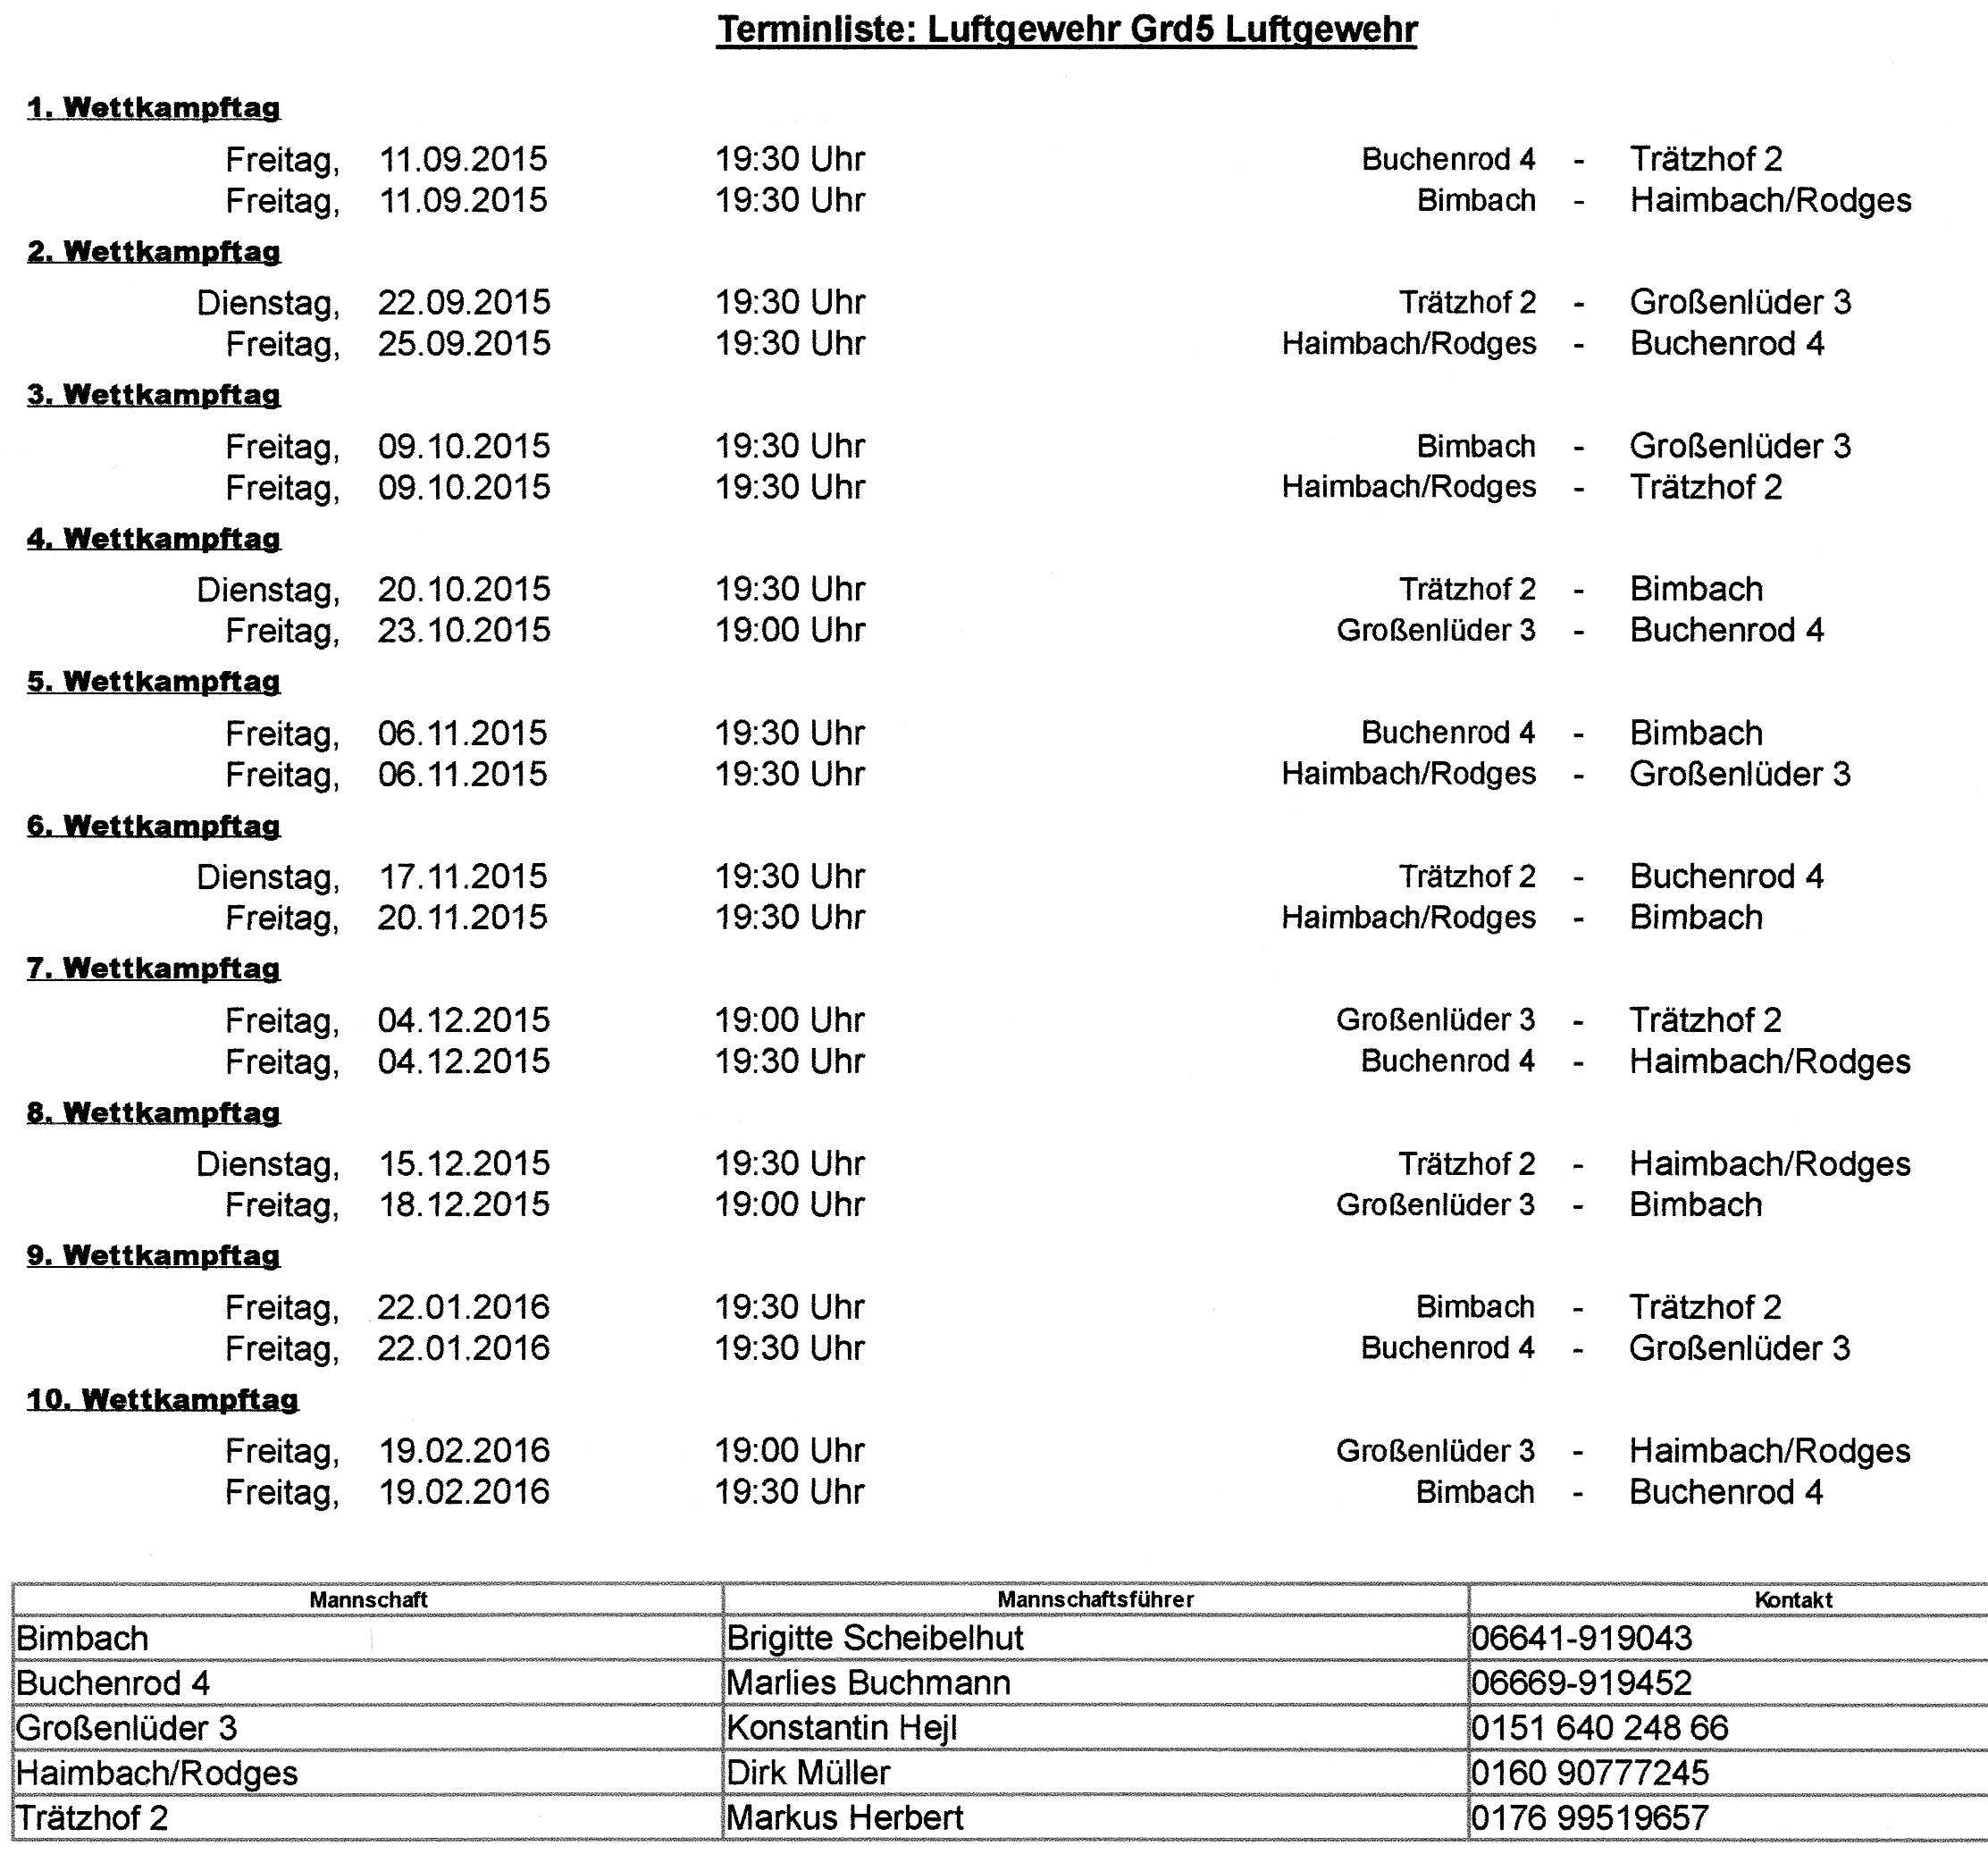 Terminliste: Luftgewehr Grd5 Luftgewehr
1. Wettkampftag
Freitag, 11.09.2015 19:30 Uhr Buchenrod 4 - Trätzhof 2
Freitag, 11.09.2015 19:30 Uhr Bimbach - Haimbach/Rodges
2. Wettkampftag
Dienstag, 22.09.2015 19:30 Uhr Trätzhof 2 - Großenlüder 3
Freitag, 25.09.2015 19:30 Uhr Haimbach/Rodges - Buchenrod 4
3. Wettkampftag
Freitag, 09.10.2015 19:30 Uhr Bimbach - Großenlüder 3
Freitag, 09.10.2015 19:30 Uhr Haimbach/Rodges - Trätzhof 2
4. Wettkampftag
Dienstag, 20.10.2015 19:30 Uhr Trätzhof 2 - Bimbach
Freitag, 23.10.2015 19:00 Uhr Großenlüder 3 - Buchenrod 4
5. Wettkampftag
Freitag, 06.11.2015 19:30 Uhr Buchenrod 4 - Bimbach
Freitag, 06.11.2015 19:30 Uhr Haimbach/Rodges - Großenlüder 3
6. Wettkampftag
Dienstag, 17.11.2015 19:30 Uhr Trätzhof 2 - Buchenrod 4
Freitag, 20.11.2015 19:30 Uhr Haimbach/Rodges - Bimbach
7. Wettkampftag
Freitag, 04.12.2015 19:00 Uhr Großenlüder 3 - Trätzhof 2
Freitag, 04.12.2015 19:30 Uhr Buchenrod 4 - Haimbach/Rodges
8. Wettkampftag
Dienstag, 15.12.2015 19:30 Uhr Trätzhof 2 - Haimbach/Rodges
Freitag, 18.12.2015 19:00 Uhr Großenlüder 3 - Bimbach
9. Wettkampftag
Freitag, 22.01.2016 19:30 Uhr Bimbach - Trätzhof 2
Freitag, 22.01.2016 19:30 Uhr Buchenrod 4 - Großenlüder 3
10. Wettkampftag
Freitag, 19.02.2016 19:00 Uhr Großenlüder 3 - Haimbach/Rodges
Freitag, 19.02.2016 19:30 Uhr Bimbach - Buchenrod 4
Mannschaft Mannschaftsführer Kontakt
Bimbach Brigitte Scheibelhut 06641-919043
Buchenrod 4 Marlies Buchmann 06669-919452
Großenlüder 3 Konstantin Hejl 0151 640 248 66
Haimbach/Rodges Dirk Müller 0160 90777245
Trätzhof 2 Markus Herbert 0176 99519657